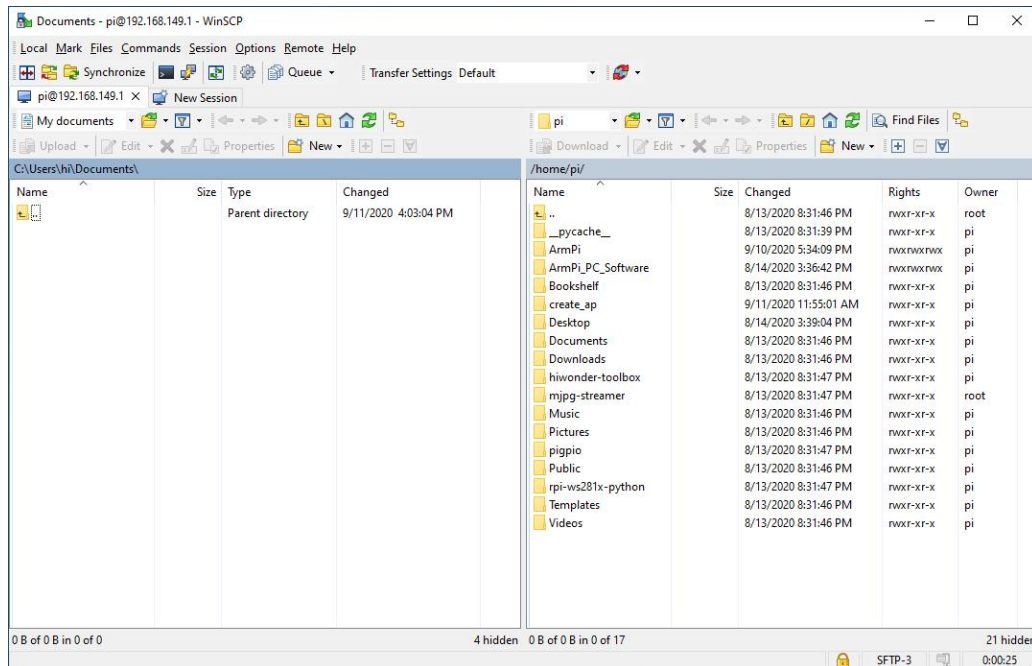 Documents - pi@192.168.149.1 - WinSCP
Local Mark Files Commands Session Options Remote Help
Synchronize Queue Transfer Settings Default
pi@192.168.149.1 New Session
My documents pi Find Files
Upload Edit Properties New Download Edit Properties New
C:\Users\hi\Documents\ /home/pi/
Name Size Type Changed Name Size Changed Rights Owner
.. Parent directory 9/11/2020 4:03:04 PM .. 8/13/2020 8:31:46 PM rwxr-xr-x root
__pycache__ 8/13/2020 8:31:39 PM rwxr-xr-x pi
ArmPi 9/10/2020 5:34:09 PM rwxrwxrwx pi
ArmPi_PC_Software 8/14/2020 3:36:42 PM rwxrwxrwx pi
Bookshelf 8/13/2020 8:31:46 PM rwxr-xr-x pi
create_ap 9/11/2020 11:55:01 AM rwxr-xr-x pi
Desktop 8/14/2020 3:39:04 PM rwxr-xr-x pi
Documents 8/13/2020 8:31:46 PM rwxr-xr-x pi
Downloads 8/13/2020 8:31:46 PM rwxr-xr-x pi
hiwonder-toolbox 8/13/2020 8:31:47 PM rwxr-xr-x pi
mjpg-streamer 8/13/2020 8:31:47 PM rwxr-xr-x root
Music 8/13/2020 8:31:46 PM rwxr-xr-x pi
Pictures 8/13/2020 8:31:46 PM rwxr-xr-x pi
pigpio 8/13/2020 8:31:47 PM rwxr-xr-x pi
Public 8/13/2020 8:31:46 PM rwxr-xr-x pi
rpi-ws281x-python 8/13/2020 8:31:47 PM rwxr-xr-x pi
Templates 8/13/2020 8:31:46 PM rwxr-xr-x pi
Videos 8/13/2020 8:31:46 PM rwxr-xr-x pi
0 B of 0 B in 0 of 0 4 hidden 0 B of 0 B in 0 of 17 21 hidden
SFTP-3 0:00:25